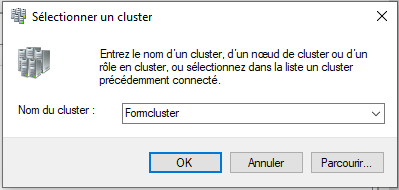 Sélectionner un cluster
Entrez le nom d'un cluster, d'un nœud de cluster ou d'un
rôle en cluster, ou sélectionnez dans la liste un cluster
précédemment connecté.
Nom du cluster :
Formcluster
OK
Annuler
Parcourir...